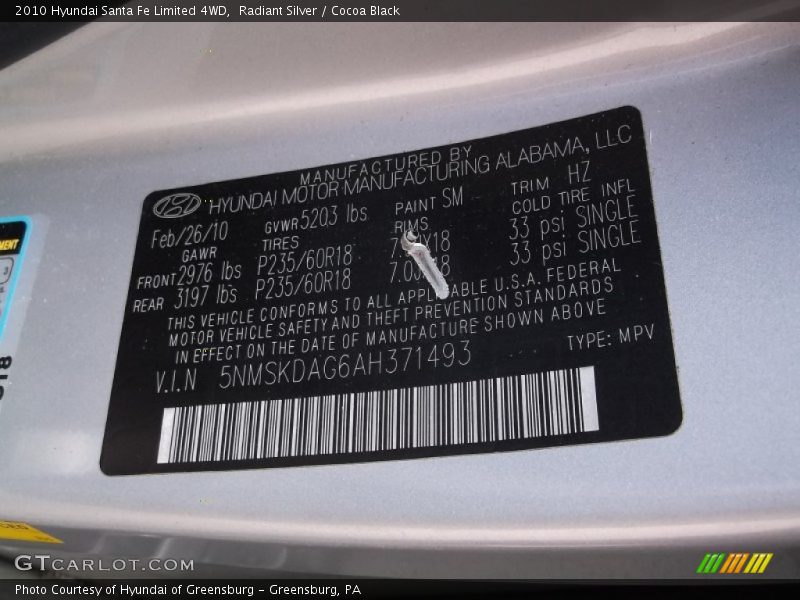 2010 Hyundai Santa Fe Limited 4WD, Radiant Silver / Cocoa Black
MANUFACTURED BY
HYUNDAI MOTOR MANUFACTURING ALABAMA, LLC
Feb/26/10 GVWR 5203 lbs PAINT SM TRIM HZ
GAWR TIRES RIMS COLD TIRE INFL
FRONT 2976 lbs P235/60R18 33 psi SINGLE
REAR 3197 lbs P235/60R18 33 psi SINGLE
THIS VEHICLE CONFORMS TO ALL APPLICABLE U.S.A. FEDERAL
MOTOR VEHICLE SAFETY AND THEFT PREVENTION STANDARDS
IN EFFECT ON THE DATE OF MANUFACTURE SHOWN ABOVE
V.I.N 5NMSKDAG6AH371493 TYPE: MPV
GTCARLOT.COM
Photo Courtesy of Hyundai of Greensburg - Greensburg, PA